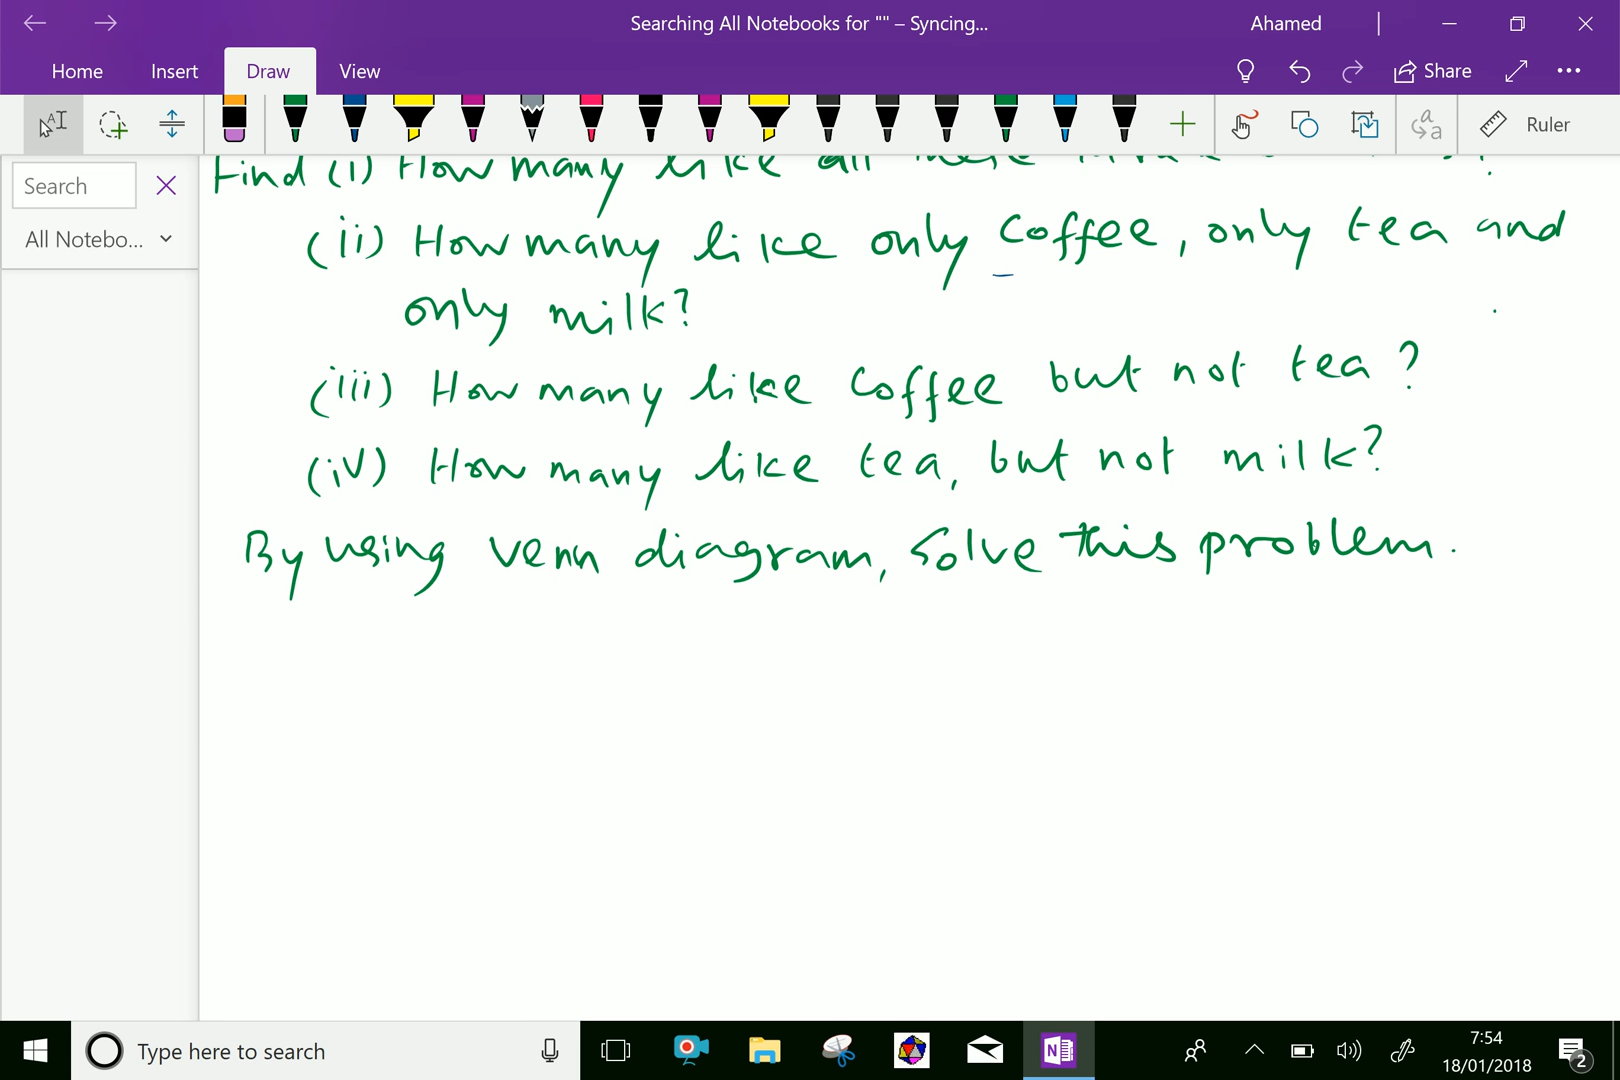 Searching All Notebooks for "" – Syncing...
Ahamed
Home Insert Draw View
Share
Ruler
Search
All Notebo...
Find (i) How many like all
(ii) How many like only coffee, only tea and
only milk?
(iii) How many like coffee but not tea?
(iv) How many like tea, but not milk?
By using venn diagram, solve this problem.
Type here to search
7:54
18/01/2018
2